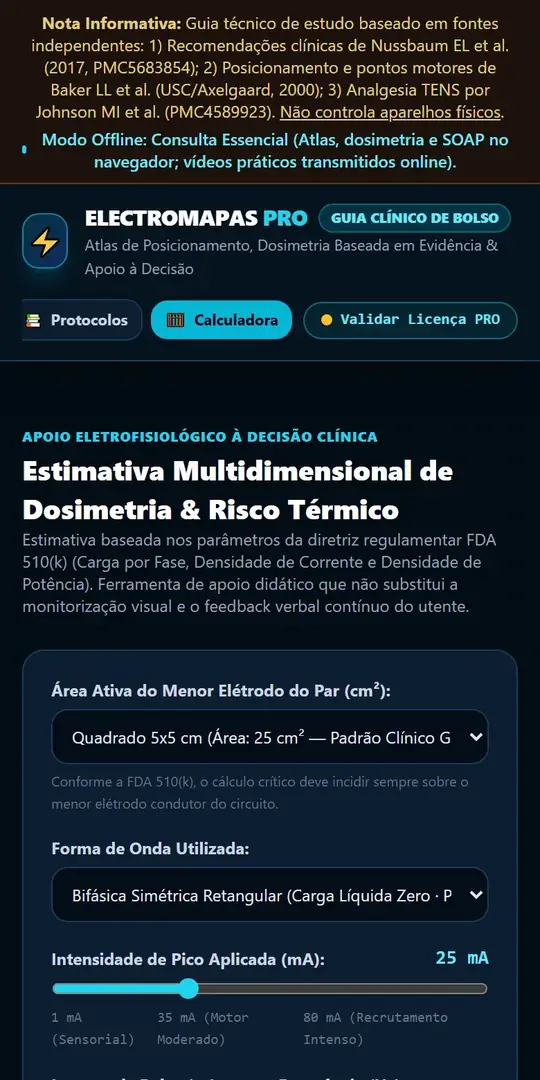 Nota Informativa: Guia técnico de estudo baseado em fontes
independentes: 1) Recomendações clínicas de Nussbaum EL et al.
(2017, PMC5683854); 2) Posicionamento e pontos motores de
Baker LL et al. (USC/Axelgaard, 2000); 3) Analgesia TENS por
Johnson MI et al. (PMC4589923). Não controla aparelhos físicos.
Modo Offline: Consulta Essencial (Atlas, dosimetria e SOAP no
navegador; vídeos práticos transmitidos online).
ELECTROMAPAS PRO
GUIA CLÍNICO DE BOLSO
Atlas de Posicionamento, Dosimetria Baseada em Evidência &
Apoio à Decisão
Protocolos
Calculadora
Validar Licença PRO
APOIO ELETROFISIOLÓGICO À DECISÃO CLÍNICA
Estimativa Multidimensional de
Dosimetria & Risco Térmico
Estimativa baseada nos parâmetros da diretriz regulamentar FDA
510(k) (Carga por Fase, Densidade de Corrente e Densidade de
Potência). Ferramenta de apoio didático que não substitui a
monitorização visual e o feedback verbal contínuo do utente.
Área Ativa do Menor Elétrodo do Par (cm²):
Quadrado 5x5 cm (Área: 25 cm² — Padrão Clínico G
Conforme a FDA 510(k), o cálculo crítico deve incidir sempre sobre o
menor elétrodo condutor do circuito.
Forma de Onda Utilizada:
Bifásica Simétrica Retangular (Carga Líquida Zero · P
Intensidade de Pico Aplicada (mA):
25 mA
1 mA
(Sensorial)
35 mA (Motor
Moderado)
80 mA (Recrutamento
Intenso)